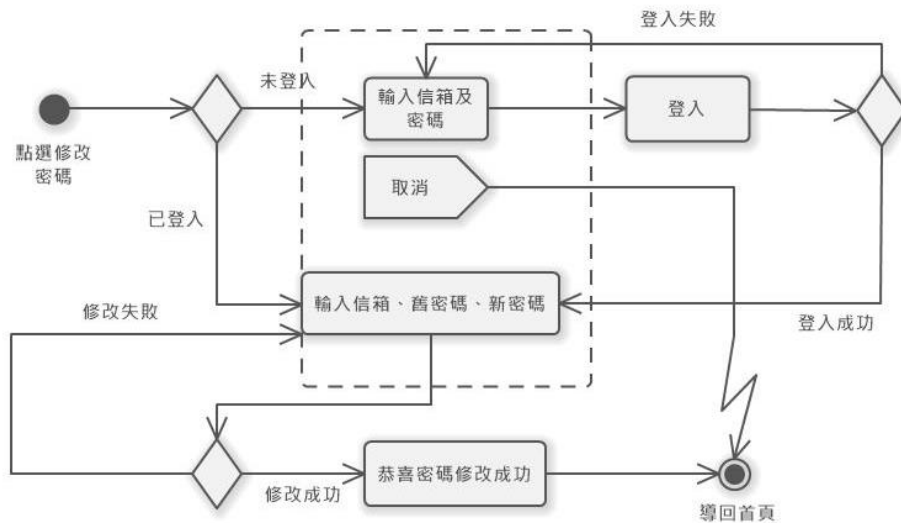 登入失敗
未登入
輸入信箱及
密碼
登入
點選修改
密碼
取消
已登入
輸入信箱、舊密碼、新密碼
修改失敗
登入成功
恭喜密碼修改成功
修改成功
導回首頁